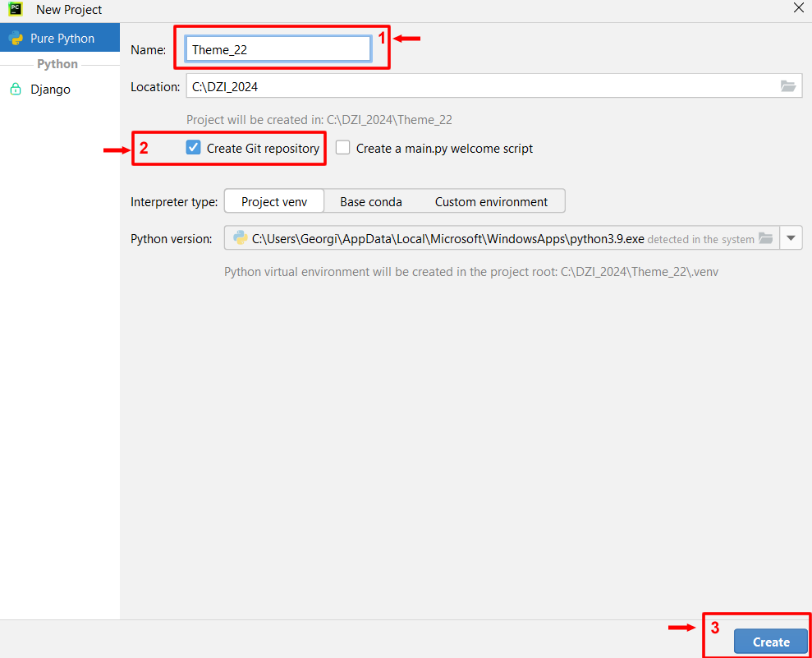 New Project
Pure Python
Python
Django
Name: Theme_22 1
Location: C:\DZI_2024
Project will be created in: C:\DZI_2024\Theme_22
2 Create Git repository Create a main.py welcome script
Interpreter type: Project venv Base conda Custom environment
Python version: C:\Users\Georgi\AppData\Local\Microsoft\WindowsApps\python3.9.exe detected in the system
Python virtual environment will be created in the project root: C:\DZI_2024\Theme_22\.venv
3
Create